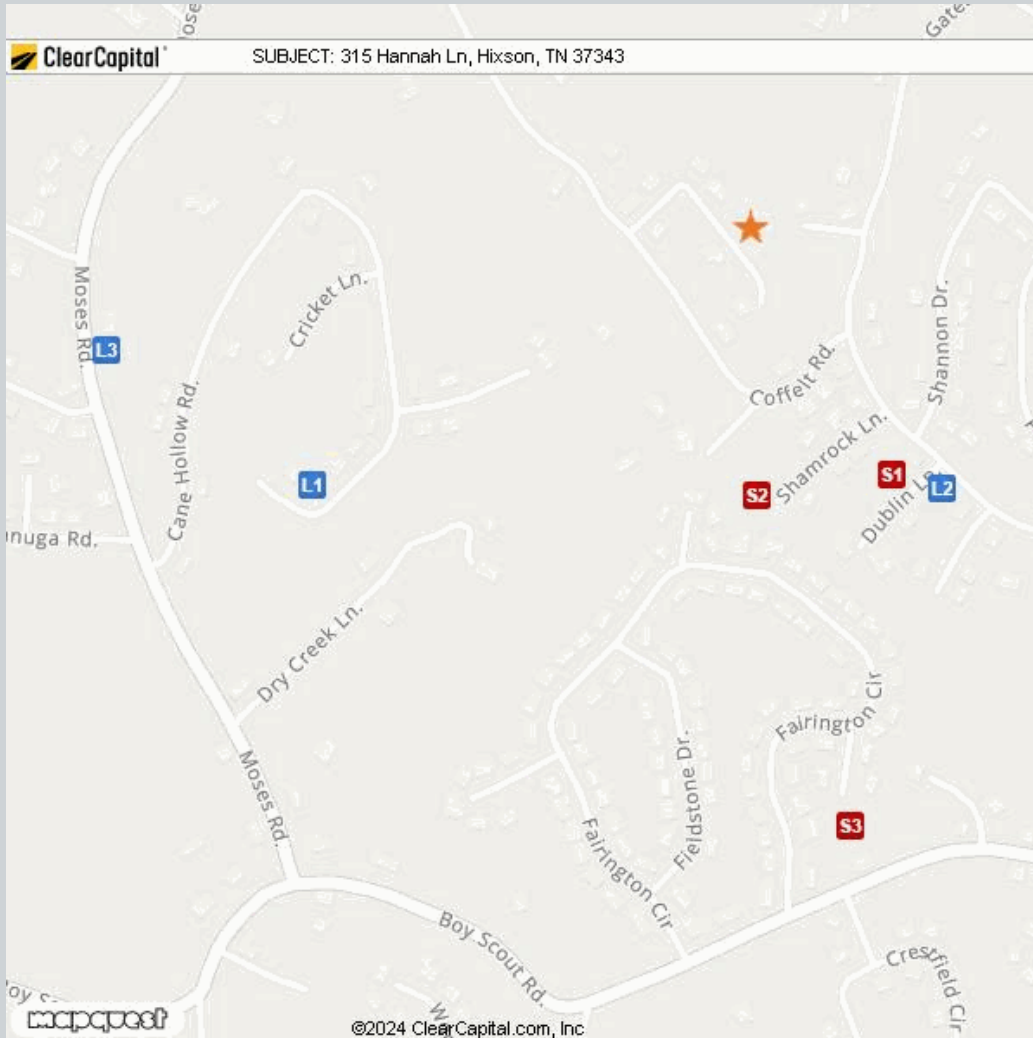 ose
Gate
ClearCapital
SUBJECT: 315 Hannah Ln, Hixson, TN 37343
Moses Rd.
L3
Cricket Ln.
Cane Hollow Rd.
L1
Shannon Dr.
Coffelt Rd.
Shamrock Ln.
S1
S2
L2
Dublin Ln.
nuga Rd.
Dry Creek Ln.
Fairington Cir
Fieldstone Dr.
Moses Rd.
S3
Fairington Cir
Boy Scout Rd.
Crestfield Cir
mapquest
©2024 ClearCapital.com, Inc